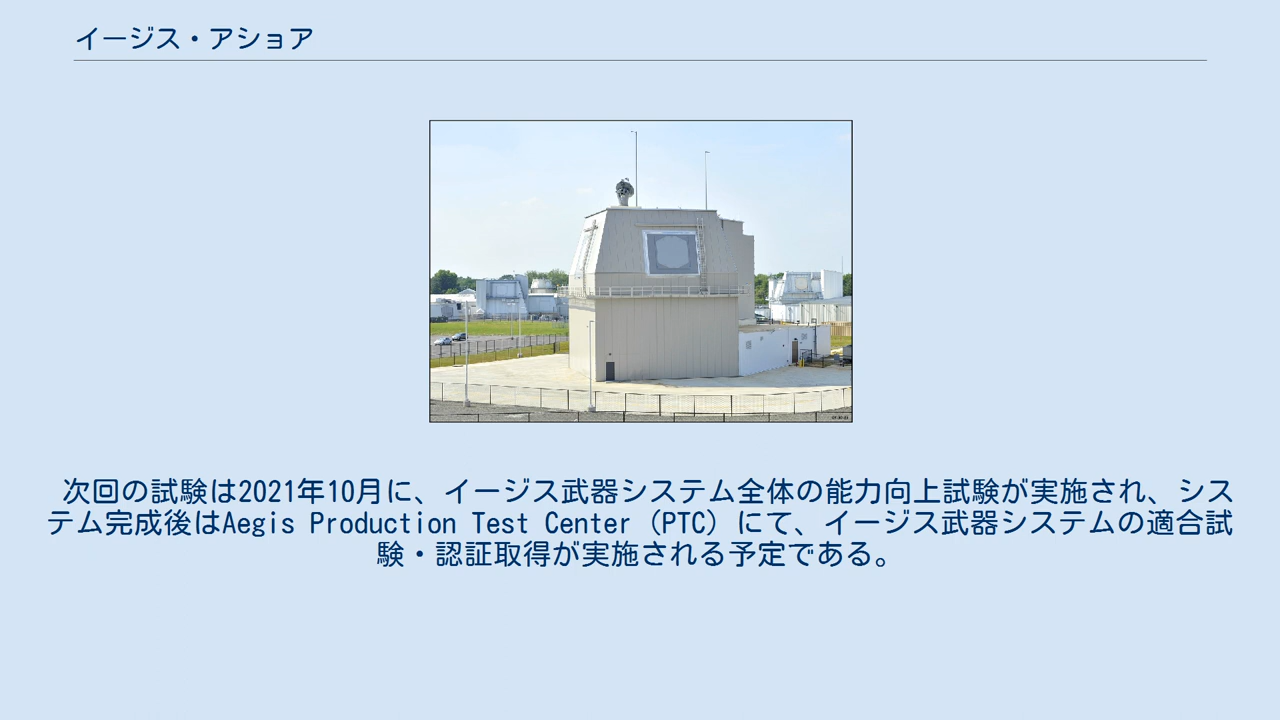 イージス・アショア
次回の試験は2021年10月に、イージス武器システム全体の能力向上試験が実施され、シス
テム完成後はAegis Production Test Center（PTC）にて、イージス武器システムの適合試
験・認証取得が実施される予定である。